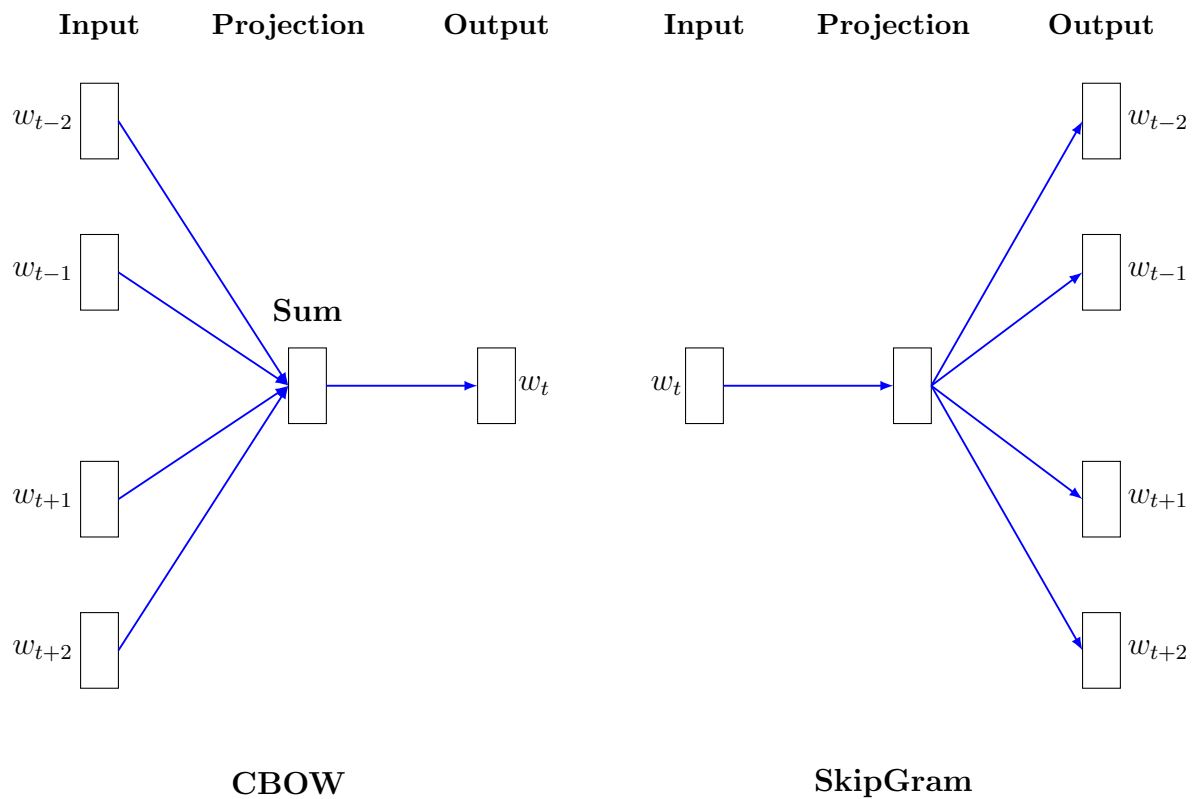 Input Projection Output Input Projection Output
w_{t−2} w_{t−2}
w_{t−1} w_{t−1}
Sum
w_t w_t
w_{t+1} w_{t+1}
w_{t+2} w_{t+2}
CBOW SkipGram